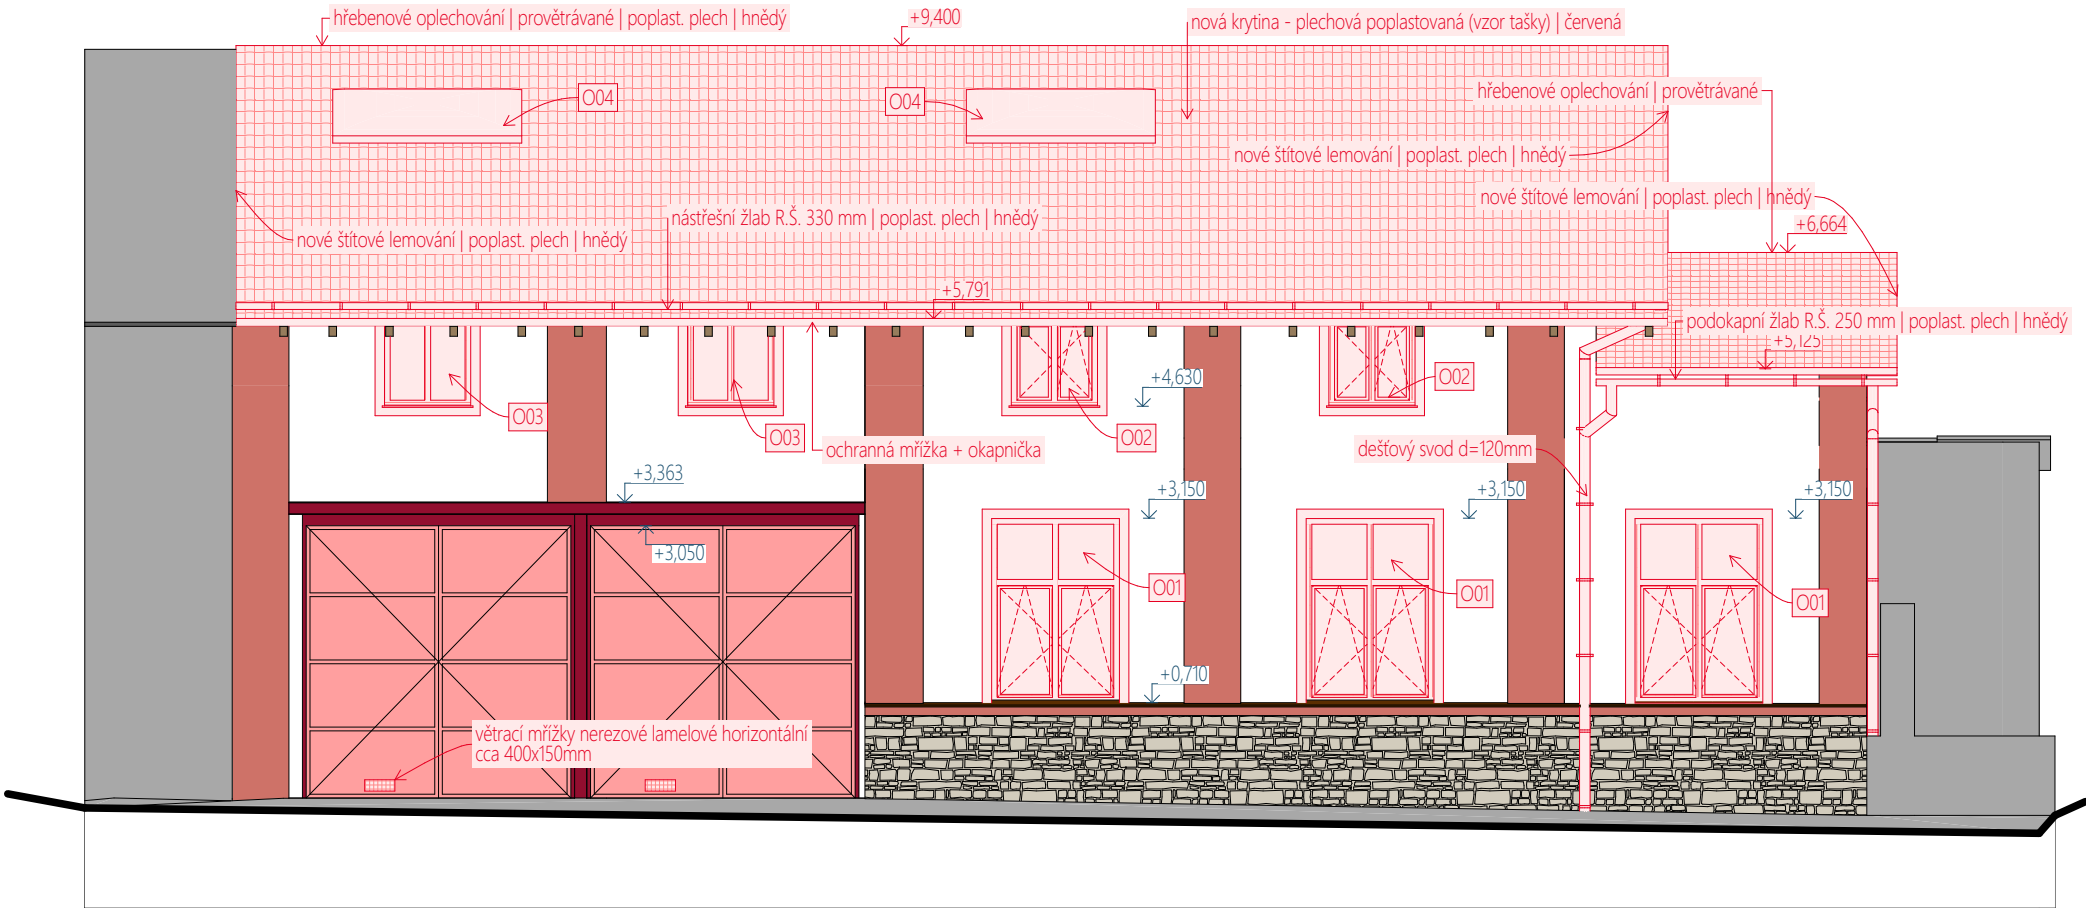 hřebenové oplechování | provětrávané | poplast. plech | hnědý
+9,400
nová krytina - plechová poplastovaná (vzor tašky) | červená
O04
O04
hřebenové oplechování | provětrávané
nové štítové lemování | poplast. plech | hnědý
nové štítové lemování | poplast. plech | hnědý
nástřešní žlab R.Š. 330 mm | poplast. plech | hnědý
+6,664
nové štítové lemování | poplast. plech | hnědý
+5,791
podokapní žlab R.Š. 250 mm | poplast. plech | hnědý
+5,125
+4,630
O02
O03
O03
O02
ochranná mřížka + okapnička
dešťový svod d=120mm
+3,363
+3,150
+3,150
+3,150
+3,050
O01
O01
O01
+0,710
větrací mřížky nerezové lamelové horizontální
cca 400x150mm